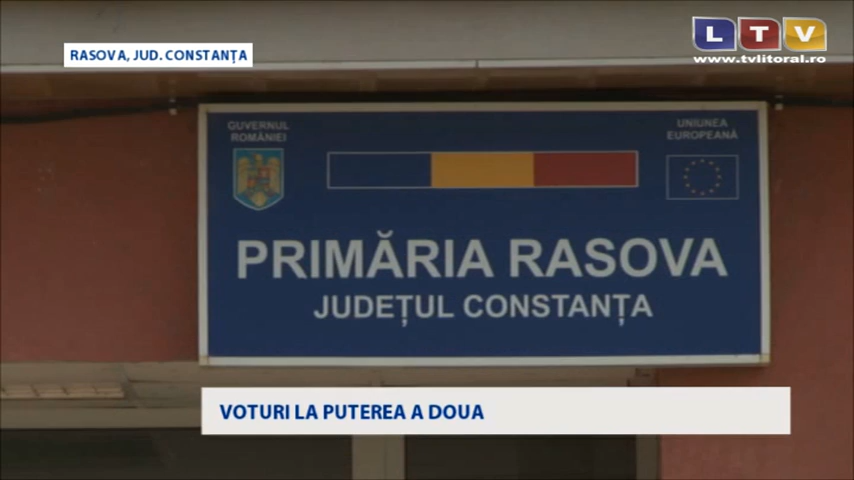 RASOVA, JUD. CONSTANȚA
LTV
www.tvlitoral.ro
GUVERNUL
ROMÂNIEI
UNIUNEA
EUROPEANĂ
PRIMĂRIA RASOVA
JUDEȚUL CONSTANȚA
VOTURI LA PUTEREA A DOUA